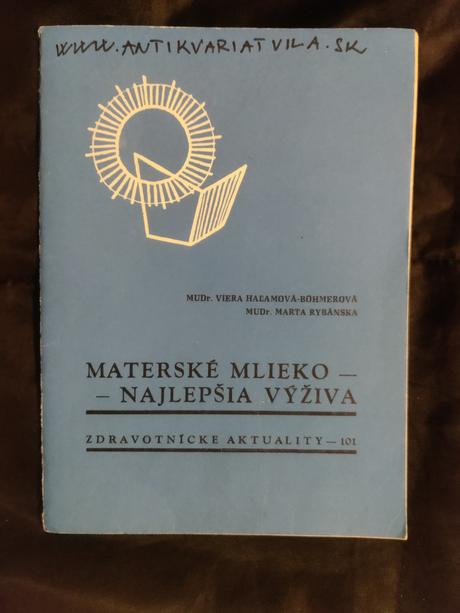 WWW.ANTIKVARIATVILA.SK
MUDr. VIERA HAĽAMOVÁ-BÖHMEROVÁ
MUDr. MARTA RYBÁNSKA
MATERSKÉ MLIEKO —
- NAJLEPŠIA VÝŽIVA
ZDRAVOTNÍCKE AKTUALITY — 101